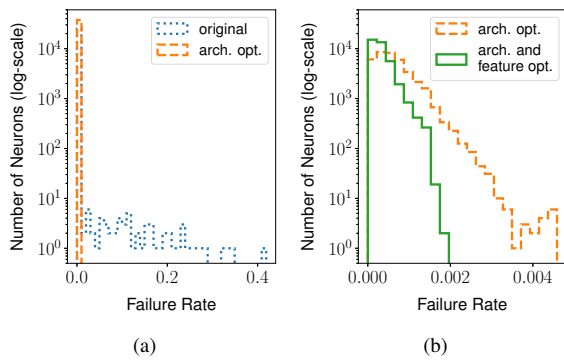 original
arch. opt.
Number of Neurons (log-scale)
10^4
10^3
10^2
10^1
10^0
0.0
0.2
0.4
Failure Rate
(a)
arch. opt.
arch. and
feature opt.
Number of Neurons (log-scale)
10^4
10^3
10^2
10^1
10^0
0.000
0.002
0.004
Failure Rate
(b)